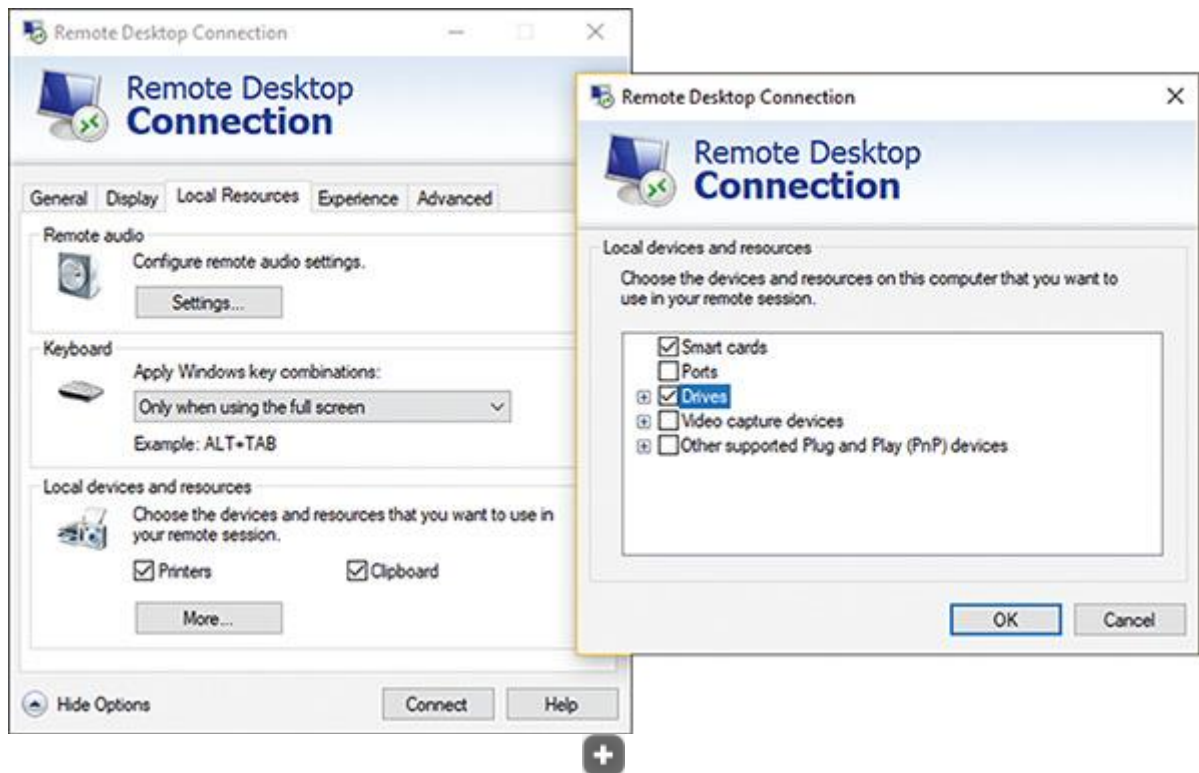 Remote Desktop Connection
Remote Desktop
Connection
General Display Local Resources Experience Advanced
Remote audio
Configure remote audio settings.
Settings...
Keyboard
Apply Windows key combinations:
Only when using the full screen
Example: ALT+TAB
Local devices and resources
Choose the devices and resources that you want to use in
your remote session.
Printers Clipboard
More...
Hide Options Connect Help
Remote Desktop Connection
Remote Desktop
Connection
Local devices and resources
Choose the devices and resources on this computer that you want to
use in your remote session.
Smart cards
Ports
Drives
Video capture devices
Other supported Plug and Play (PnP) devices
OK Cancel